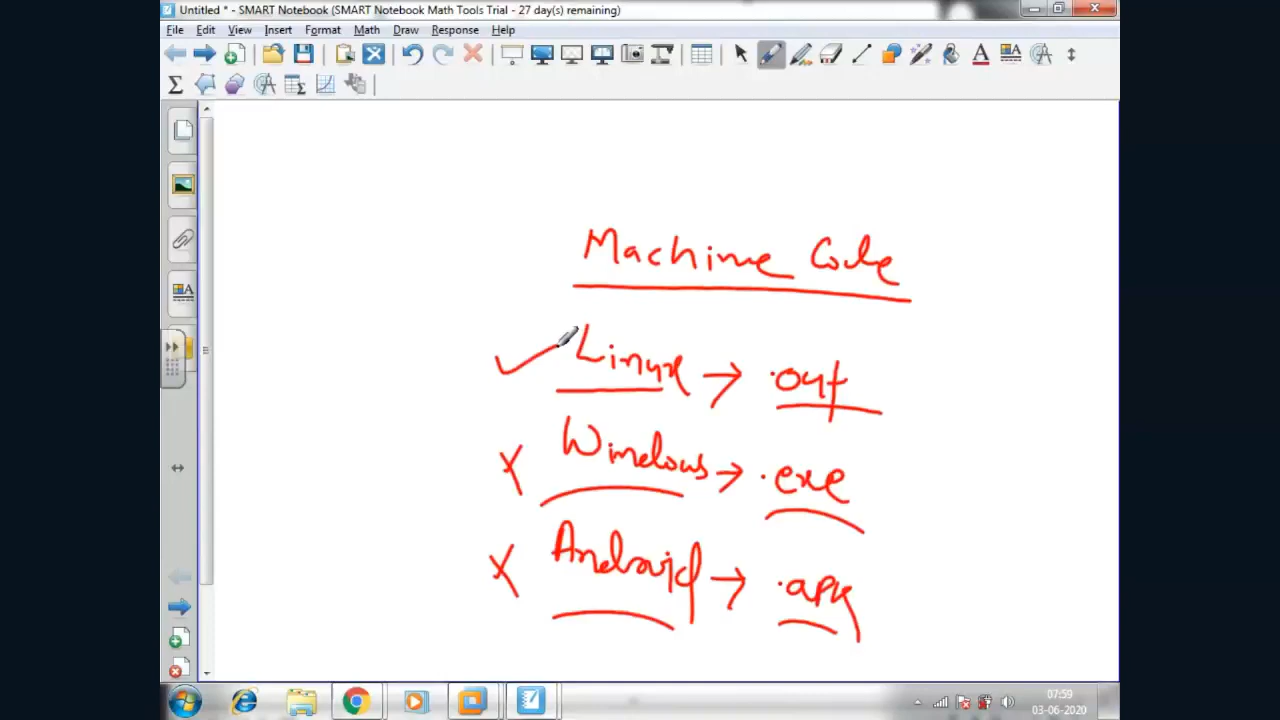 Untitled * - SMART Notebook (SMART Notebook Math Tools Trial - 27 day(s) remaining)
File Edit View Insert Format Math Draw Response Help
Machine Code
Linux → .out
Windows → .exe
Android → .apk
07:59
03-06-2020